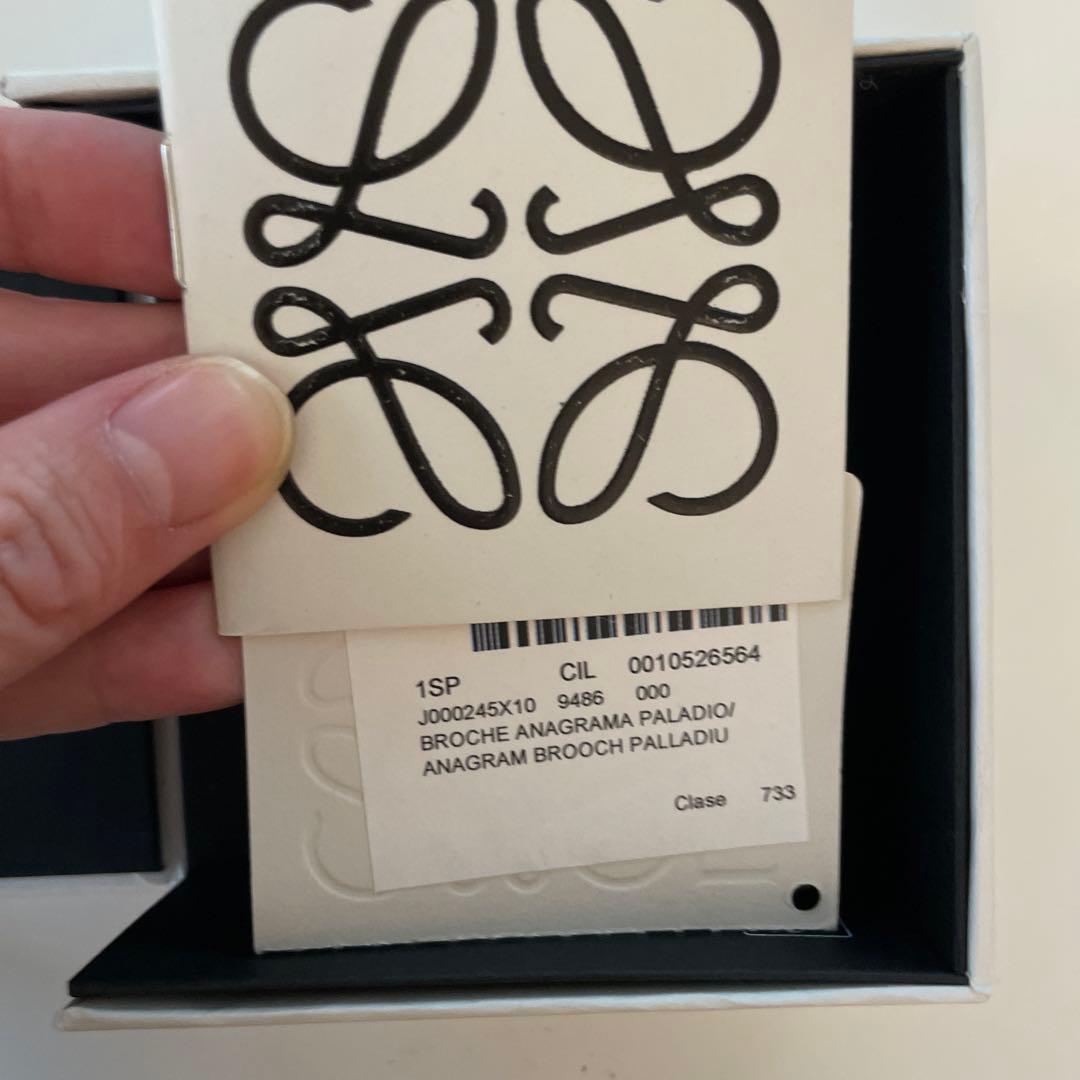 1SP CIL 0010526564
J000245X10 9486 000
BROCHE ANAGRAMA PALADIO/
ANAGRAM BROOCH PALLADIU
Clase 733